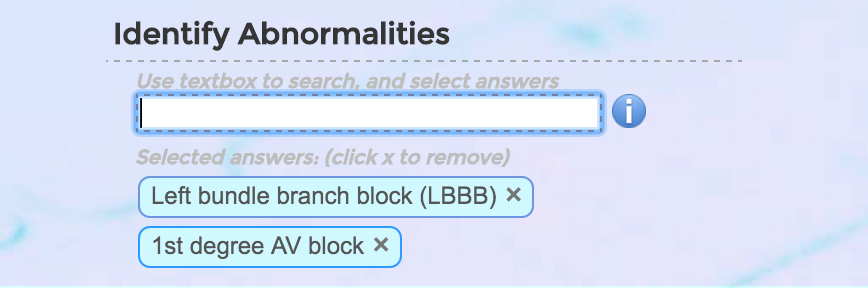 Identify Abnormalities
Use textbox to search, and select answers
i
Selected answers: (click x to remove)
Left bundle branch block (LBBB) ×
1st degree AV block ×